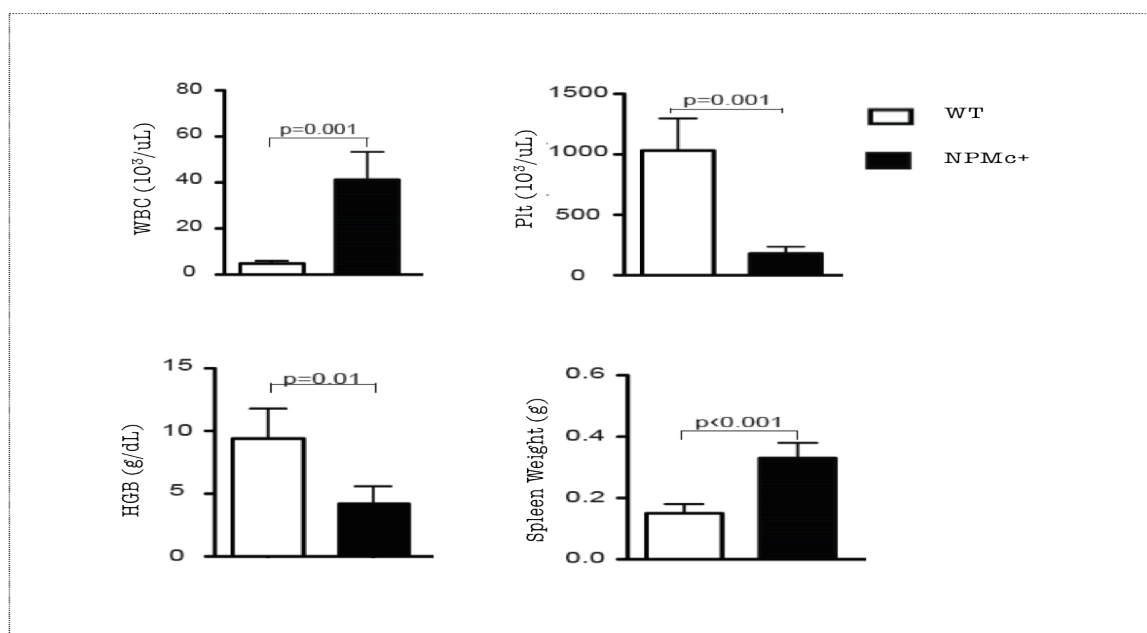 80
60
40
20
0
WBC (10³/uL)
p=0.001
1500
1000
500
0
Plt (10³/uL)
p=0.001
WT
NPMc+
15
10
5
0
HGB (g/dL)
p=0.01
0.6
0.4
0.2
0.0
Spleen Weight (g)
p<0.001